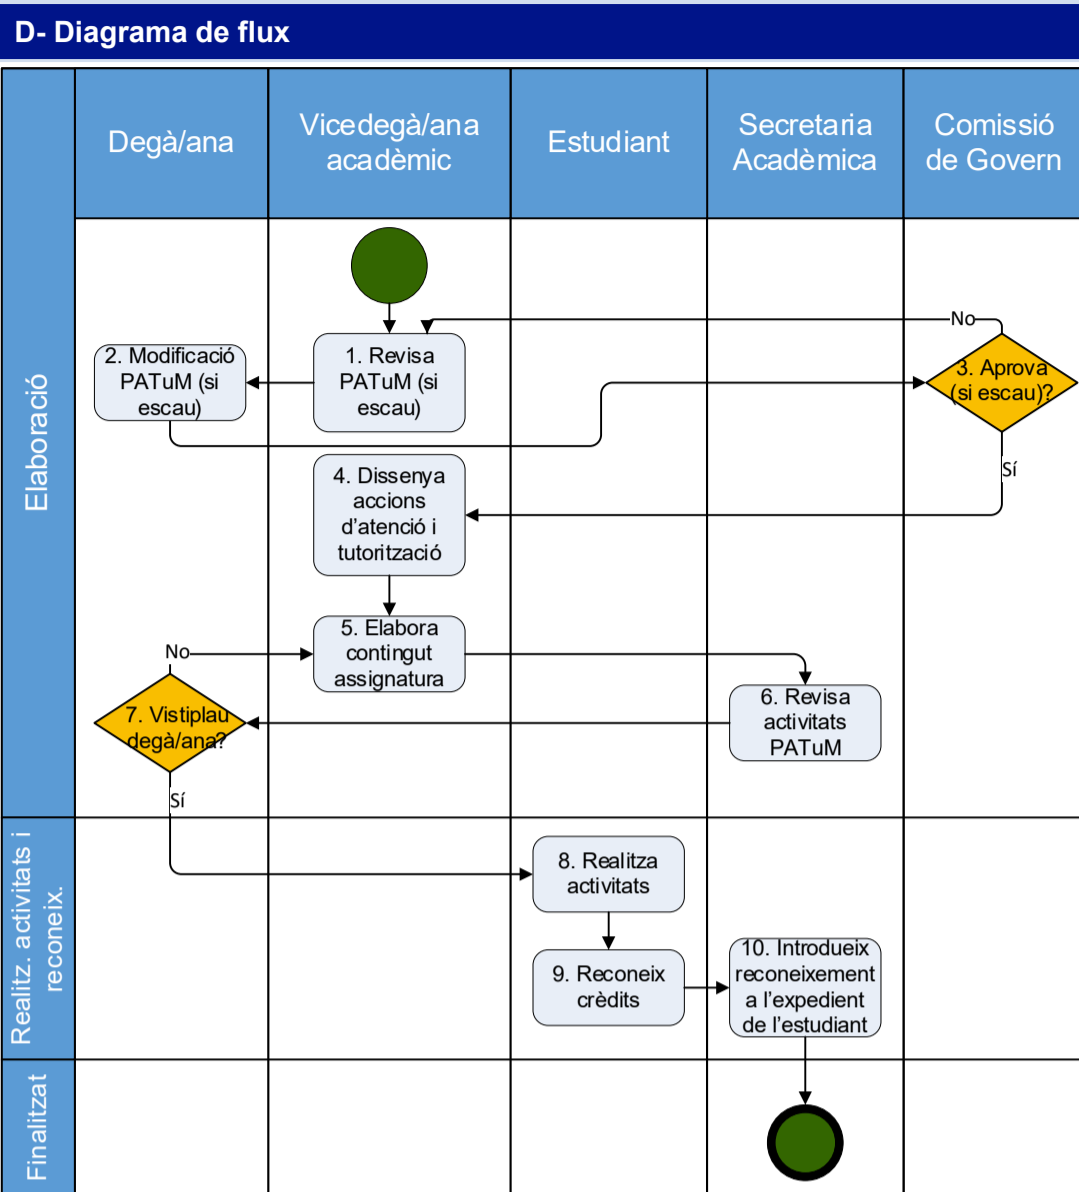 D- Diagrama de flux
Degà/ana
Vicedegà/ana
acadèmic
Estudiant
Secretaria
Acadèmica
Comissió
de Govern
Elaboració
No
2. Modificació
PATuM (si
escau)
1. Revisa
PATuM (si
escau)
3. Aprova
(si escau)?
Sí
4. Dissenya
accions
d'atenció i
tutorització
5. Elabora
contingut
assignatura
No
7. Vistiplau
degà/ana?
6. Revisa
activitats
PATuM
Sí
Realitz. activitats i
reconeix.
8. Realitza
activitats
9. Reconeix
crèdits
10. Introdueix
reconeixement
a l'expedient
de l'estudiant
Finalitzat